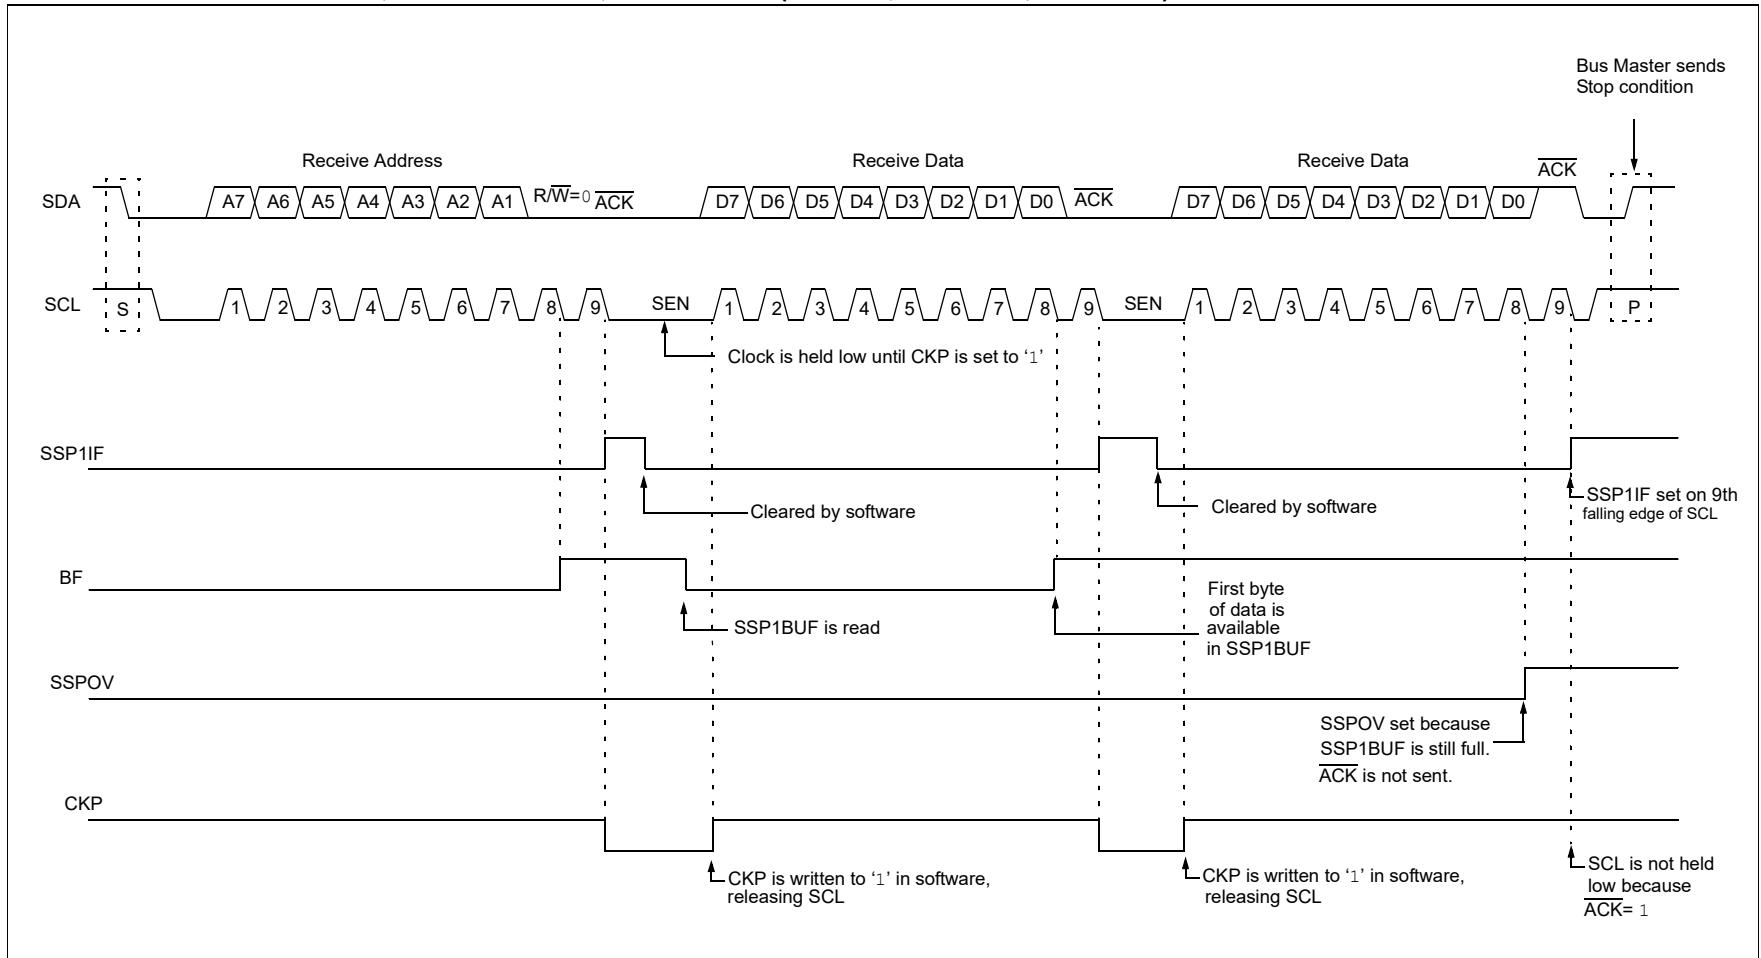 Bus Master sends
Stop condition
Receive Address
Receive Data
Receive Data
ACK
SDA
A7 A6 A5 A4 A3 A2 A1 R/W=0 ACK
D7 D6 D5 D4 D3 D2 D1 D0 ACK
D7 D6 D5 D4 D3 D2 D1 D0
SCL
S
1 2 3 4 5 6 7 8 9 SEN
1 2 3 4 5 6 7 8 9 SEN
1 2 3 4 5 6 7 8 9
P
Clock is held low until CKP is set to ‘1’
SSP1IF
Cleared by software
Cleared by software
SSP1IF set on 9th
falling edge of SCL
BF
SSP1BUF is read
First byte
of data is
available
in SSP1BUF
SSPOV
SSPOV set because
SSP1BUF is still full.
ACK is not sent.
CKP
CKP is written to ‘1’ in software,
releasing SCL
CKP is written to ‘1’ in software,
releasing SCL
SCL is not held
low because
ACK= 1